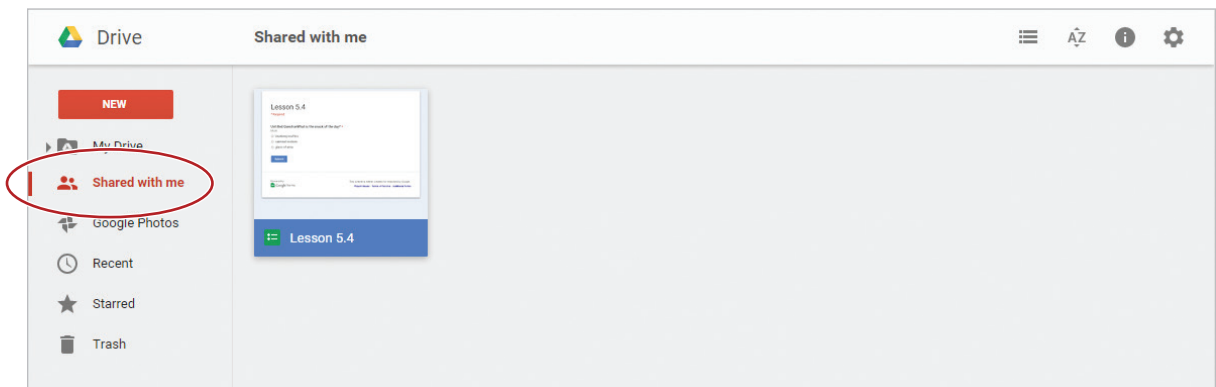 Drive
Shared with me
AZ
NEW
My Drive
Shared with me
Google Photos
Recent
Starred
Trash
Lesson 5.4
Lesson 5.4